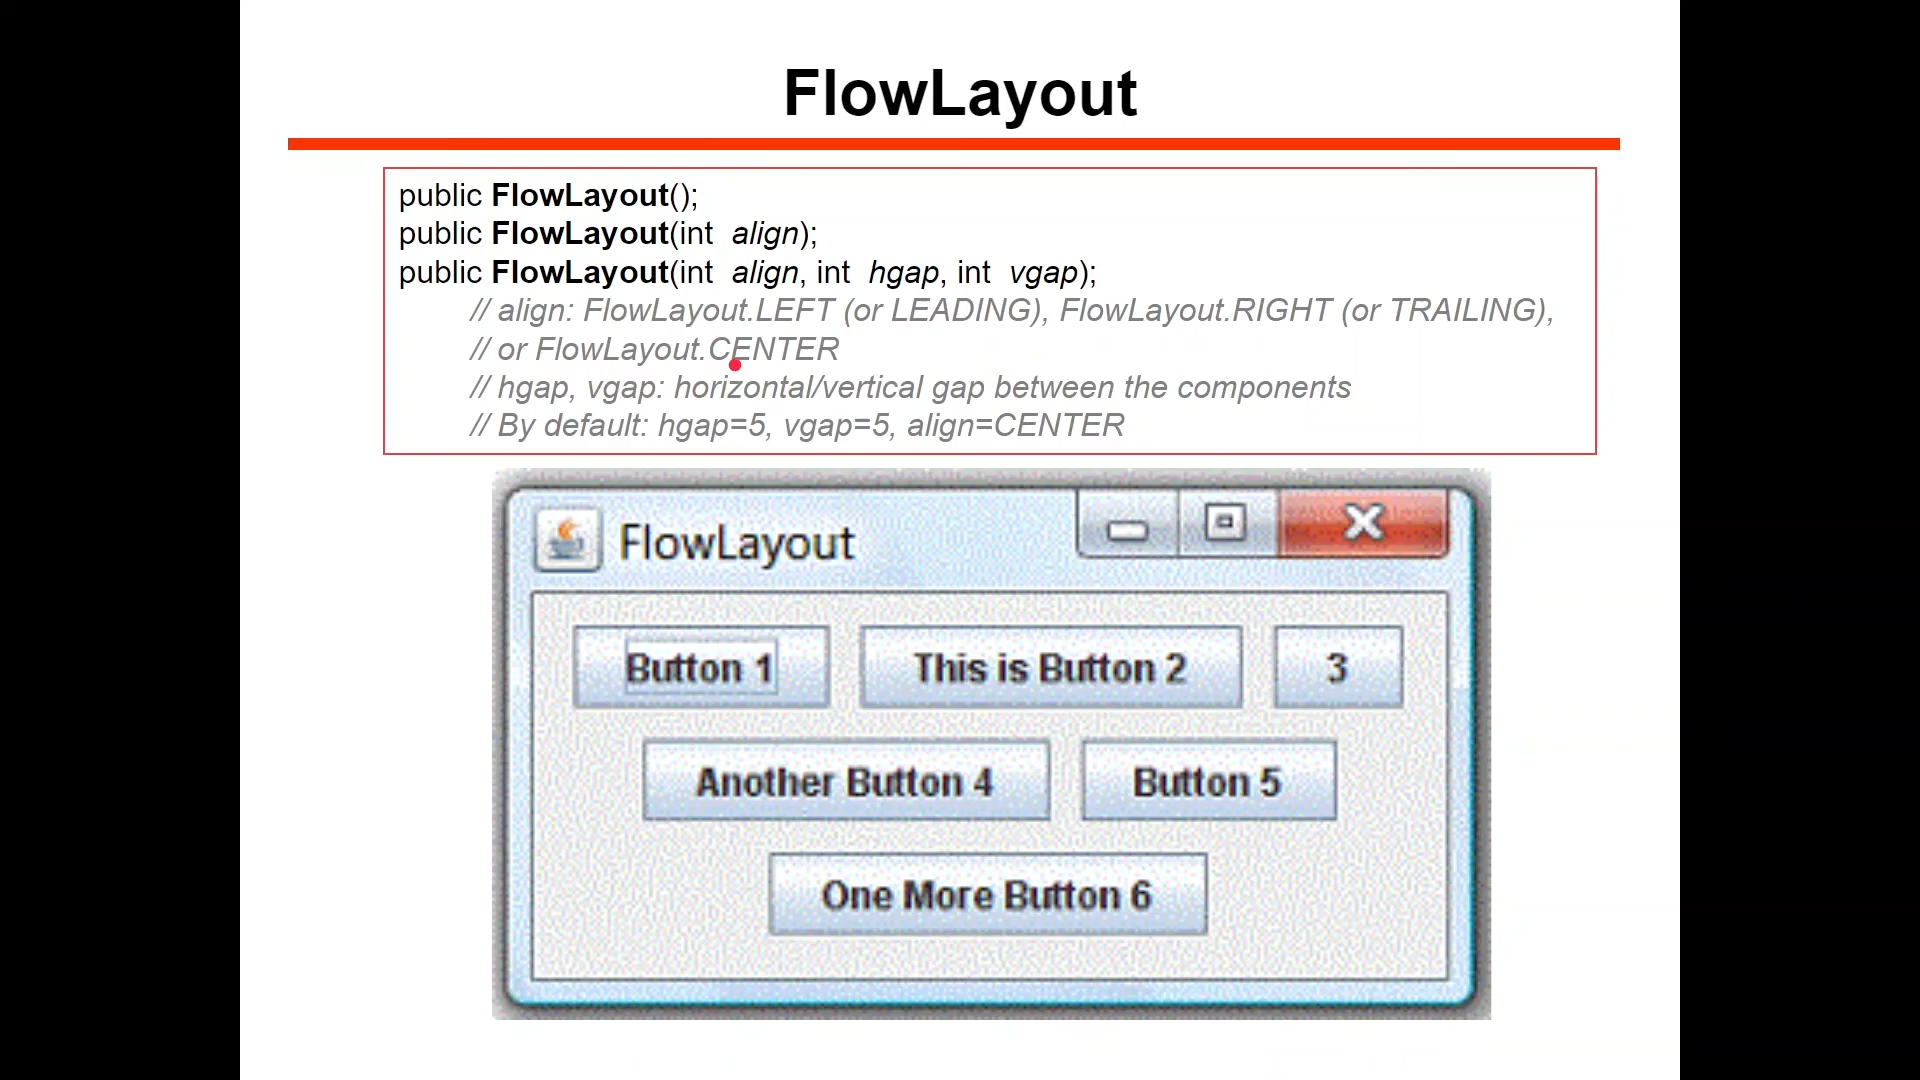 FlowLayout
public FlowLayout();
public FlowLayout(int align);
public FlowLayout(int align, int hgap, int vgap);
// align: FlowLayout.LEFT (or LEADING), FlowLayout.RIGHT (or TRAILING),
// or FlowLayout.CENTER
// hgap, vgap: horizontal/vertical gap between the components
// By default: hgap=5, vgap=5, align=CENTER
FlowLayout
Button 1 This is Button 2 3
Another Button 4 Button 5
One More Button 6